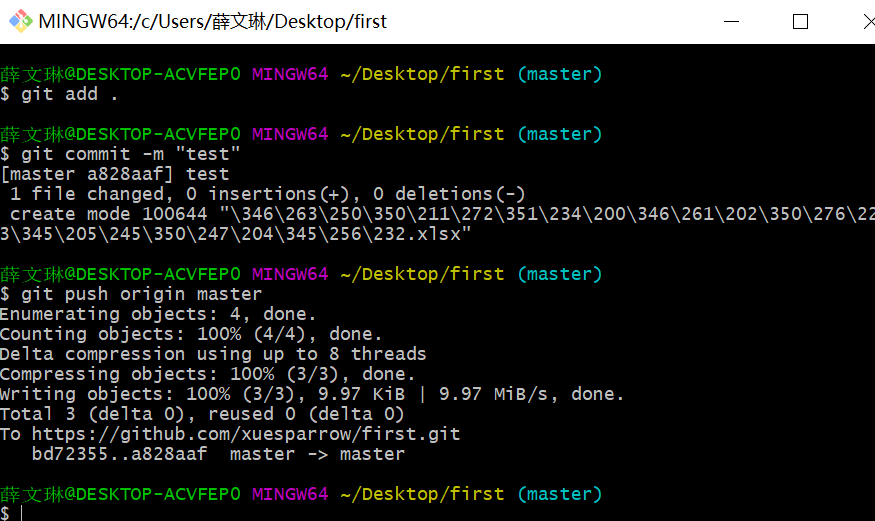 MINGW64:/c/Users/薛文琳/Desktop/first
薛文琳@DESKTOP-ACVFEP0 MINGW64 ~/Desktop/first (master)
$ git add .
薛文琳@DESKTOP-ACVFEP0 MINGW64 ~/Desktop/first (master)
$ git commit -m "test"
[master a828aaf] test
1 file changed, 0 insertions(+), 0 deletions(-)
create mode 100644 "\346\263\250\350\211\272\351\234\200\346\261\202\350\276\22
3\345\205\245\350\247\204\345\256\232.xlsx"
薛文琳@DESKTOP-ACVFEP0 MINGW64 ~/Desktop/first (master)
$ git push origin master
Enumerating objects: 4, done.
Counting objects: 100% (4/4), done.
Delta compression using up to 8 threads
Compressing objects: 100% (3/3), done.
Writing objects: 100% (3/3), 9.97 KiB | 9.97 MiB/s, done.
Total 3 (delta 0), reused 0 (delta 0)
To https://github.com/xuesparrow/first.git
bd72355..a828aaf  master -> master
薛文琳@DESKTOP-ACVFEP0 MINGW64 ~/Desktop/first (master)
$